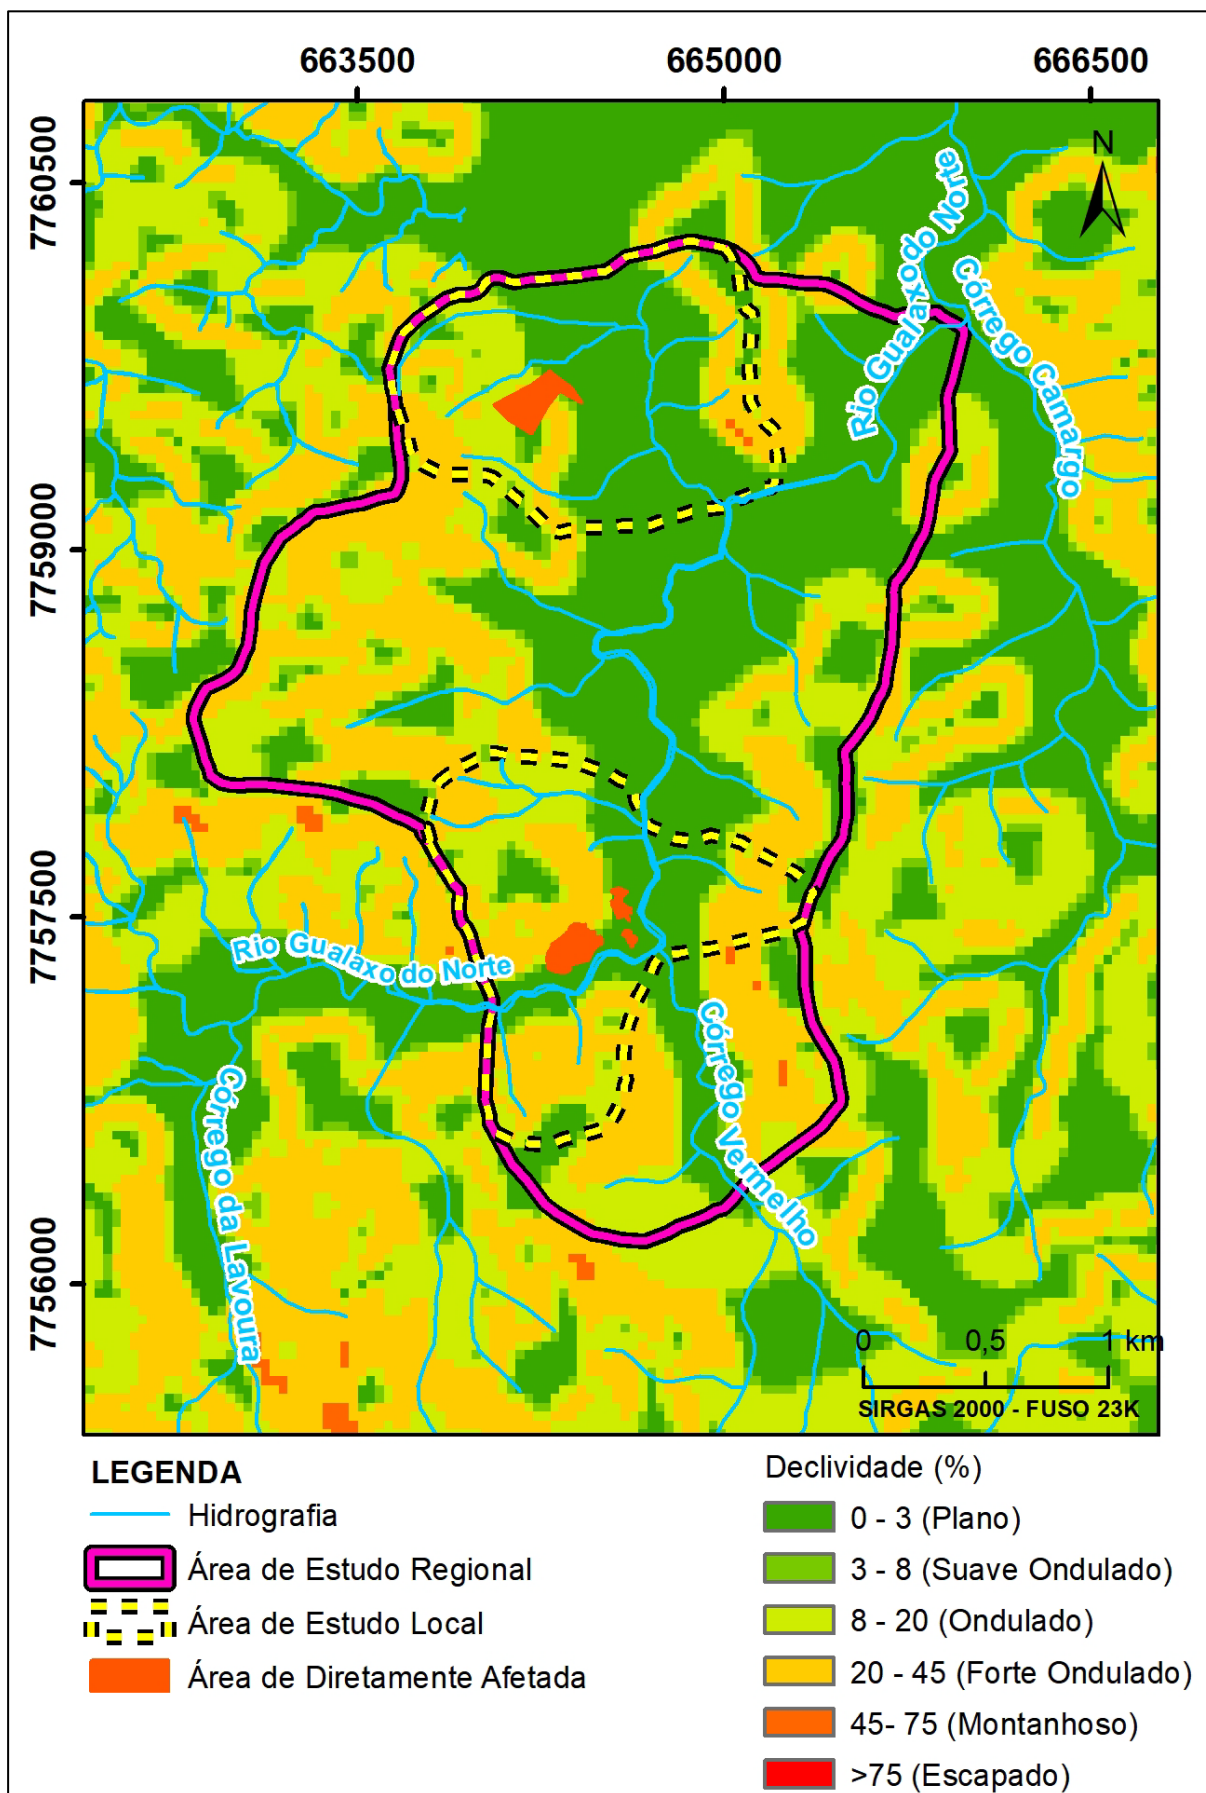 663500
665000
666500
7760500
7759000
7757500
7756000
N
Rio Gualaxo do Norte
Córrego Camargo
Rio Gualaxo do Norte
Córrego da Lavoura
Córrego Vermelho
0 0,5 1 km
SIRGAS 2000 - FUSO 23K
LEGENDA
Hidrografia
Área de Estudo Regional
Área de Estudo Local
Área de Diretamente Afetada
Declividade (%)
0 - 3 (Plano)
3 - 8 (Suave Ondulado)
8 - 20 (Ondulado)
20 - 45 (Forte Ondulado)
45- 75 (Montanhoso)
>75 (Escapado)